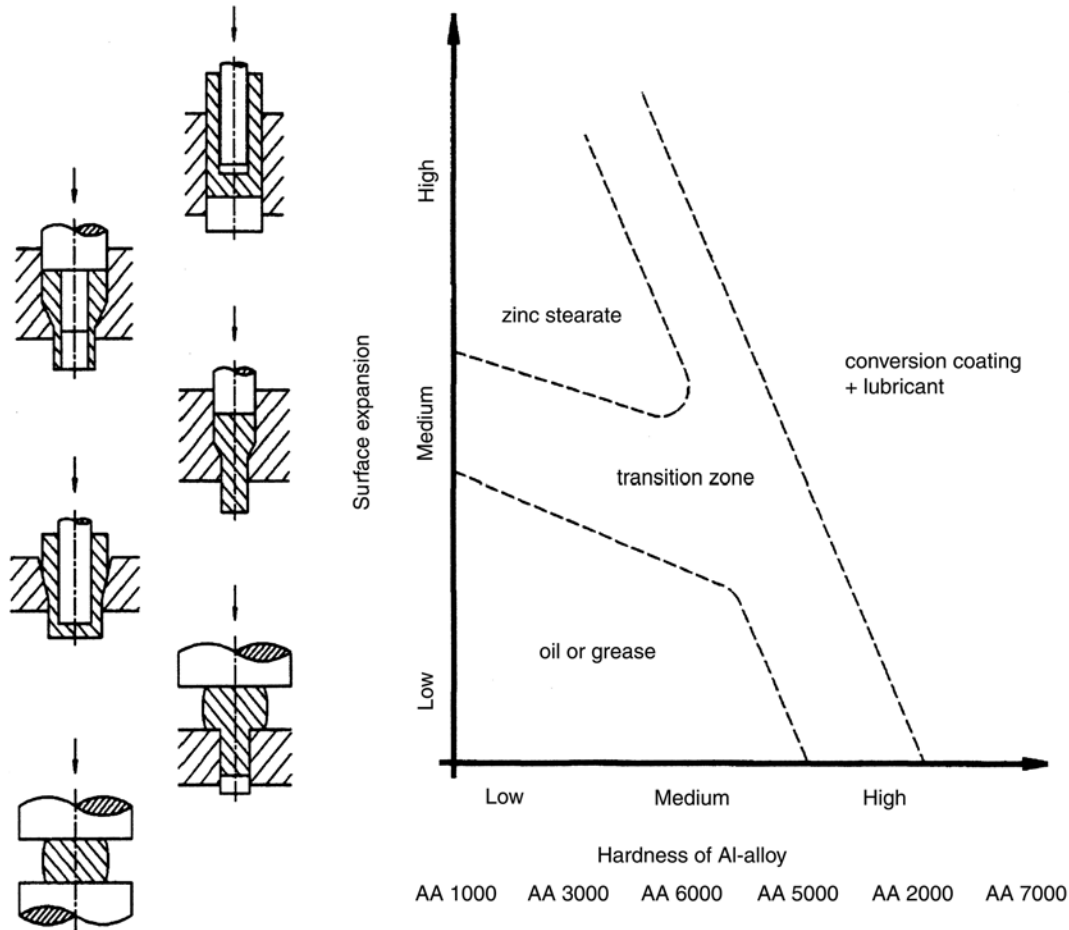 High
Medium
Low
Surface expansion
zinc stearate
conversion coating
+ lubricant
transition zone
oil or grease
Low Medium High
Hardness of Al-alloy
AA 1000 AA 3000 AA 6000 AA 5000 AA 2000 AA 7000